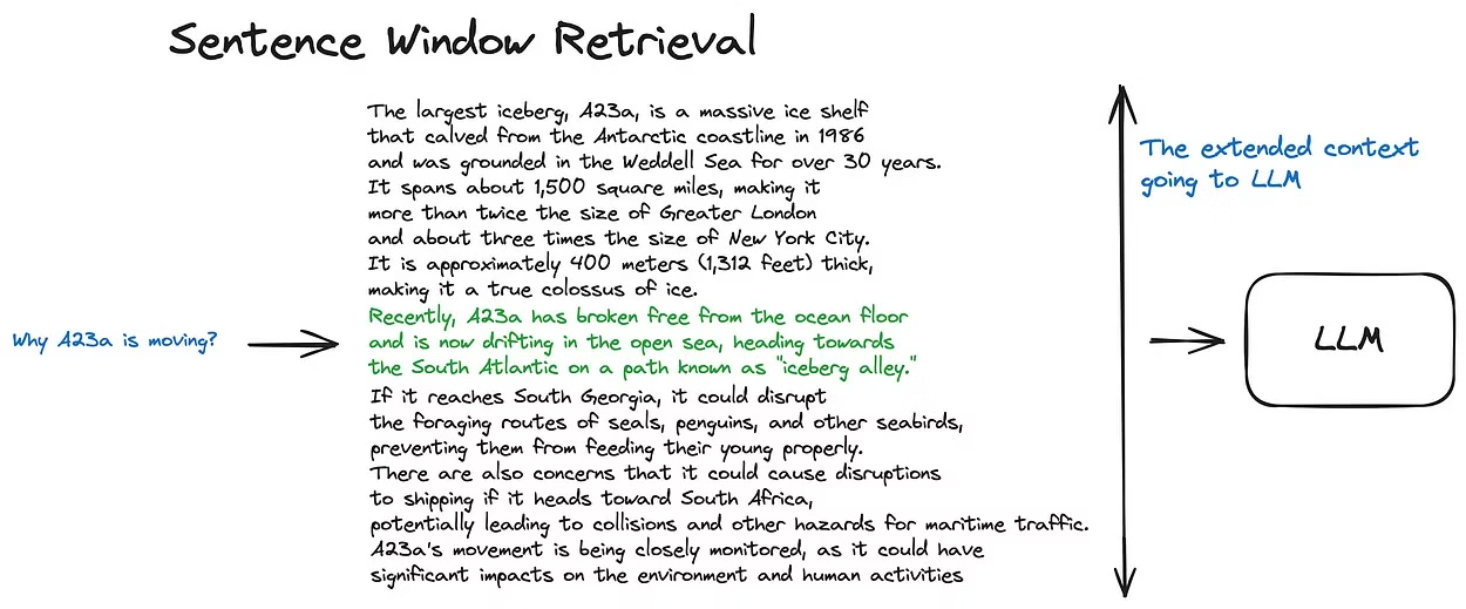 Sentence Window Retrieval
The largest iceberg, A23a, is a massive ice shelf
that calved from the Antarctic coastline in 1986
and was grounded in the Weddell Sea for over 30 years.
It spans about 1,500 square miles, making it
more than twice the size of Greater London
and about three times the size of New York City.
It is approximately 400 meters (1,312 feet) thick,
making it a true colossus of ice.
Recently, A23a has broken free from the ocean floor
and is now drifting in the open sea, heading towards
the South Atlantic on a path known as "iceberg alley."
If it reaches South Georgia, it could disrupt
the foraging routes of seals, penguins, and other seabirds,
preventing them from feeding their young properly.
There are also concerns that it could cause disruptions
to shipping if it heads toward South Africa,
potentially leading to collisions and other hazards for maritime traffic.
A23a's movement is being closely monitored, as it could have
significant impacts on the environment and human activities
Why A23a is moving?
The extended context
going to LLM
LLM